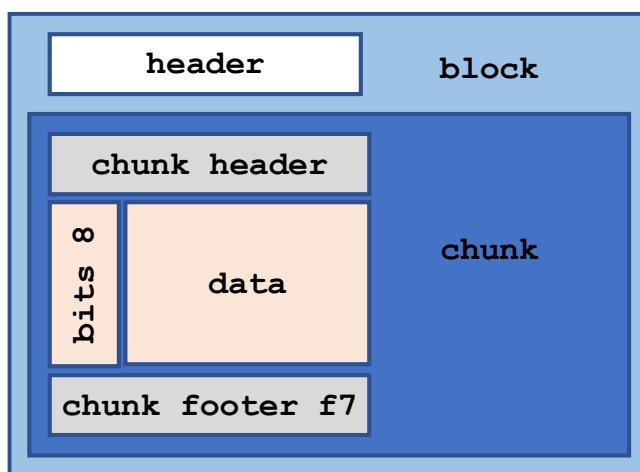 header
block
chunk header
chunk
bits 8
data
chunk footer f7